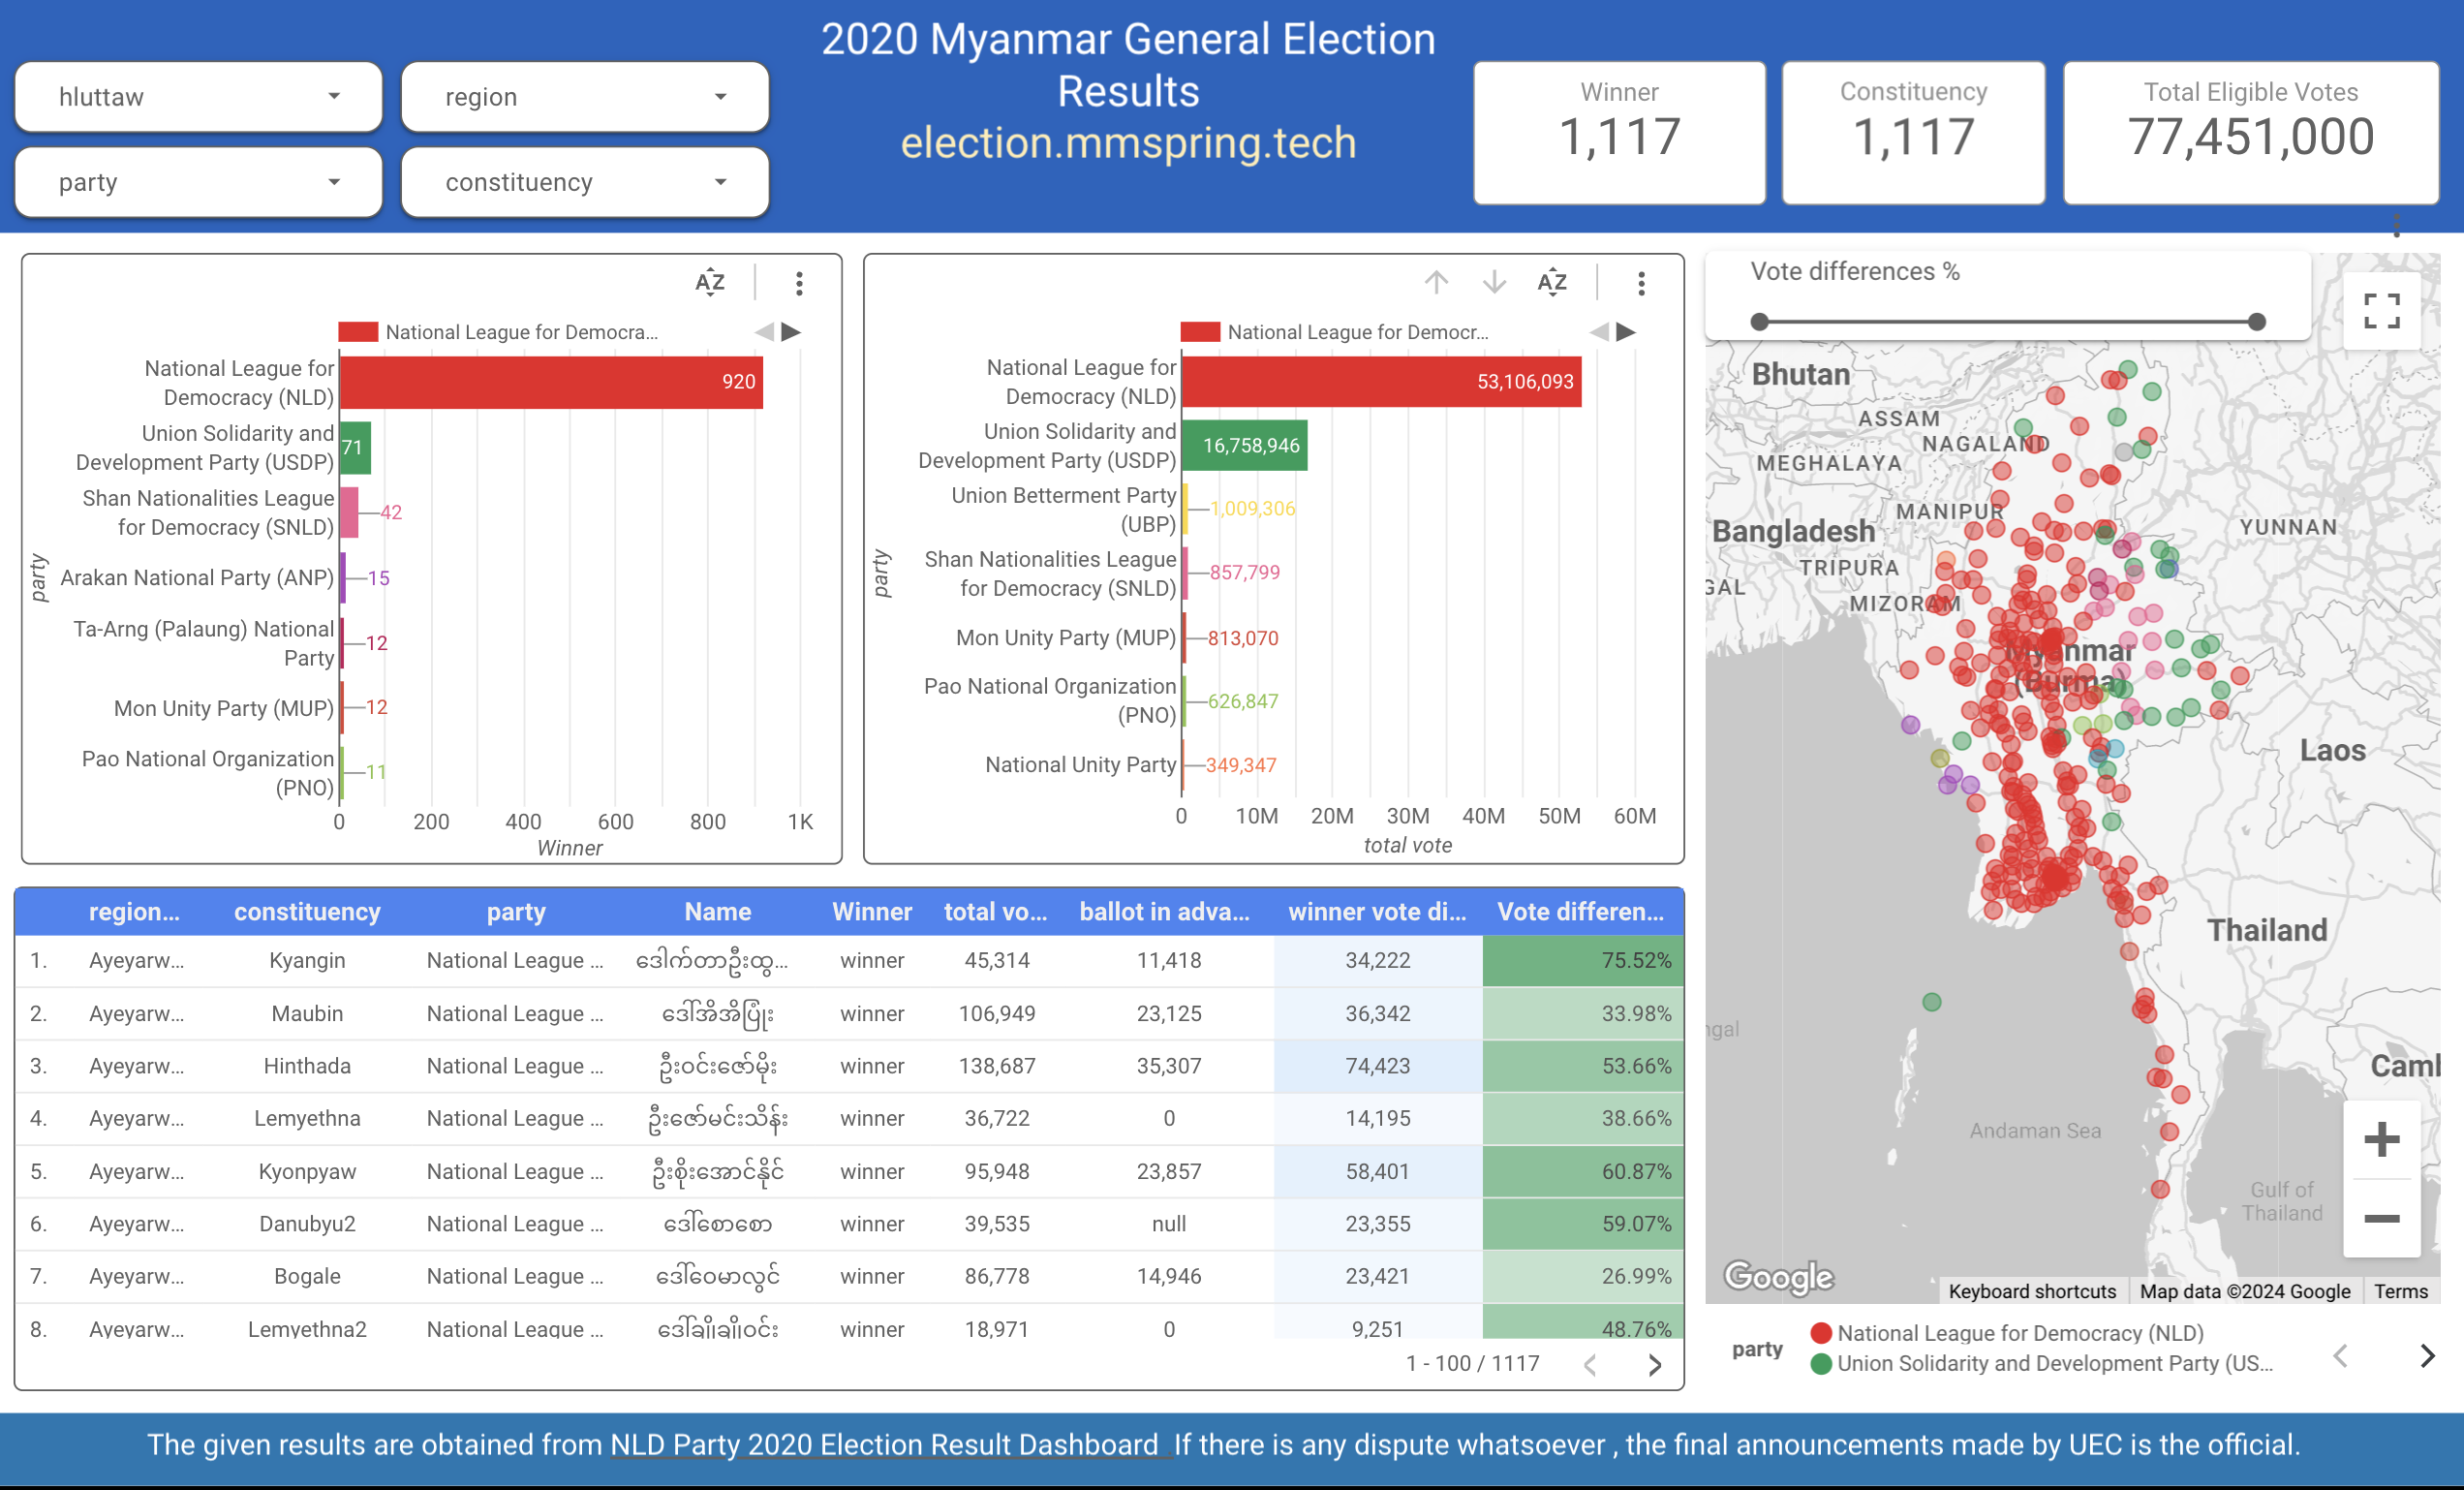 2020 Myanmar General Election
Results
election.mmspring.tech
hluttaw
region
party
constituency
Winner
1,117
Constituency
1,117
Total Eligible Votes
77,451,000
AZ
National League for Democra...
National League for
Democracy (NLD)
920
Union Solidarity and
Development Party (USDP)
71
Shan Nationalities League
for Democracy (SNLD)
42
Arakan National Party (ANP)
15
Ta-Arng (Palaung) National
Party
12
Mon Unity Party (MUP)
12
Pao National Organization
(PNO)
11
party
0 200 400 600 800 1K
Winner
AZ
National League for Democr...
National League for
Democracy (NLD)
53,106,093
Union Solidarity and
Development Party (USDP)
16,758,946
Union Betterment Party
(UBP)
1,009,306
Shan Nationalities League
for Democracy (SNLD)
857,799
Mon Unity Party (MUP)
813,070
Pao National Organization
(PNO)
626,847
National Unity Party
349,347
party
0 10M 20M 30M 40M 50M 60M
total vote
Vote differences %
Bhutan
ASSAM
NAGALAND
MEGHALAYA
MANIPUR
YUNNAN
Bangladesh
TRIPURA
GAL
MIZORAM
Myanmar
(Burma)
Laos
Thailand
ngal
Camb
Andaman Sea
Gulf of
Thailand
Google
Keyboard shortcuts
Map data ©2024 Google
Terms
party
National League for Democracy (NLD)
Union Solidarity and Development Party (US...
region... constituency party Name Winner total vo... ballot in adva... winner vote di... Vote differen...
1. Ayeyarw... Kyangin National League ... ဒေါက်တာဦးထွ... winner 45,314 11,418 34,222 75.52%
2. Ayeyarw... Maubin National League ... ဒေါ်အိအိပြုံး winner 106,949 23,125 36,342 33.98%
3. Ayeyarw... Hinthada National League ... ဦးဝင်းဇော်မိုး winner 138,687 35,307 74,423 53.66%
4. Ayeyarw... Lemyethna National League ... ဦးဇော်မင်းသိန်း winner 36,722 0 14,195 38.66%
5. Ayeyarw... Kyonpyaw National League ... ဦးစိုးအောင်နိုင် winner 95,948 23,857 58,401 60.87%
6. Ayeyarw... Danubyu2 National League ... ဒေါ်စောစော winner 39,535 null 23,355 59.07%
7. Ayeyarw... Bogale National League ... ဒေါ်ဝေမာလွင် winner 86,778 14,946 23,421 26.99%
8. Ayeyarw... Lemyethna2 National League ... winner 18,971 0 9,251 48.76%
1 - 100 / 1117
The given results are obtained from NLD Party 2020 Election Result Dashboard .If there is any dispute whatsoever , the final announcements made by UEC is the official.